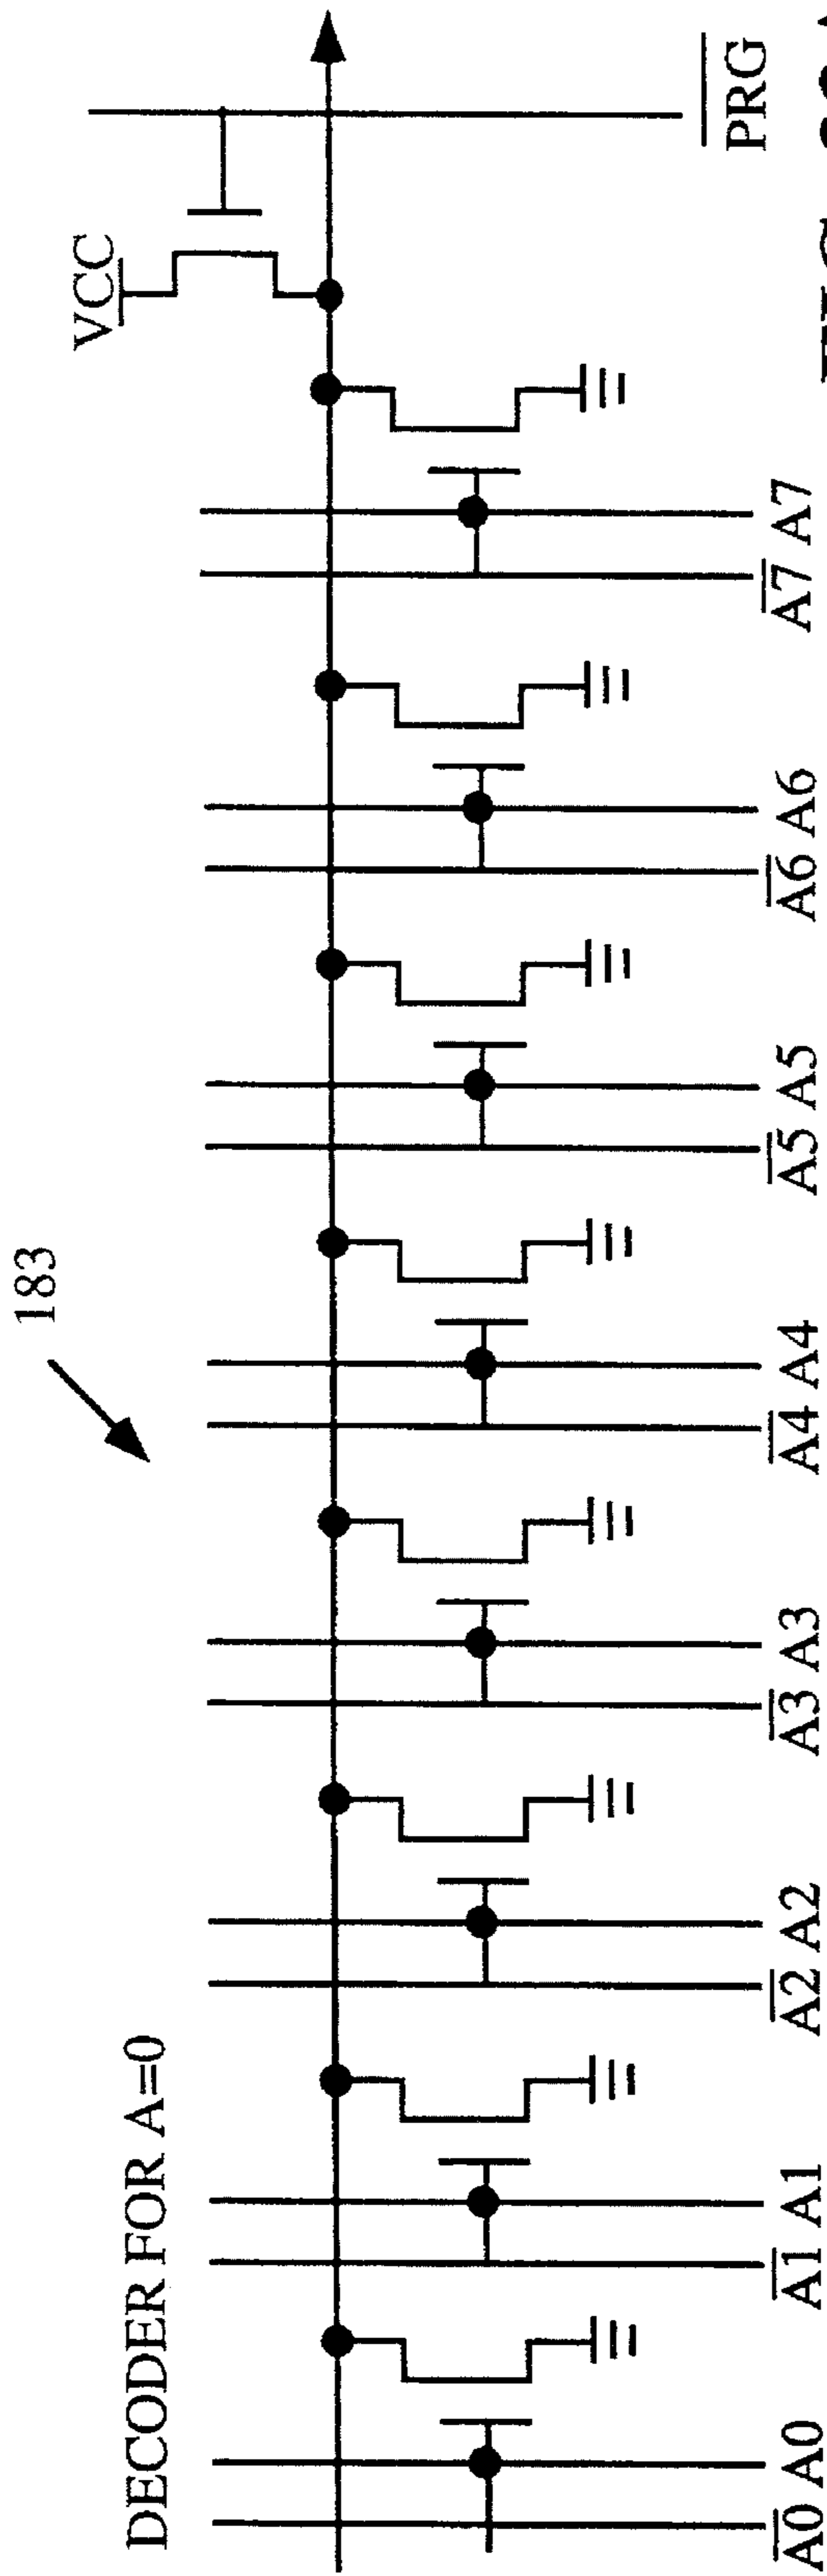 183
DECODER FOR A=0
VCC
A̅0̅ A0
A̅1̅ A1
A̅2̅ A2
A̅3̅ A3
A̅4̅ A4
A̅5̅ A5
A̅6̅ A6
A̅7̅ A7
P̅R̅G̅